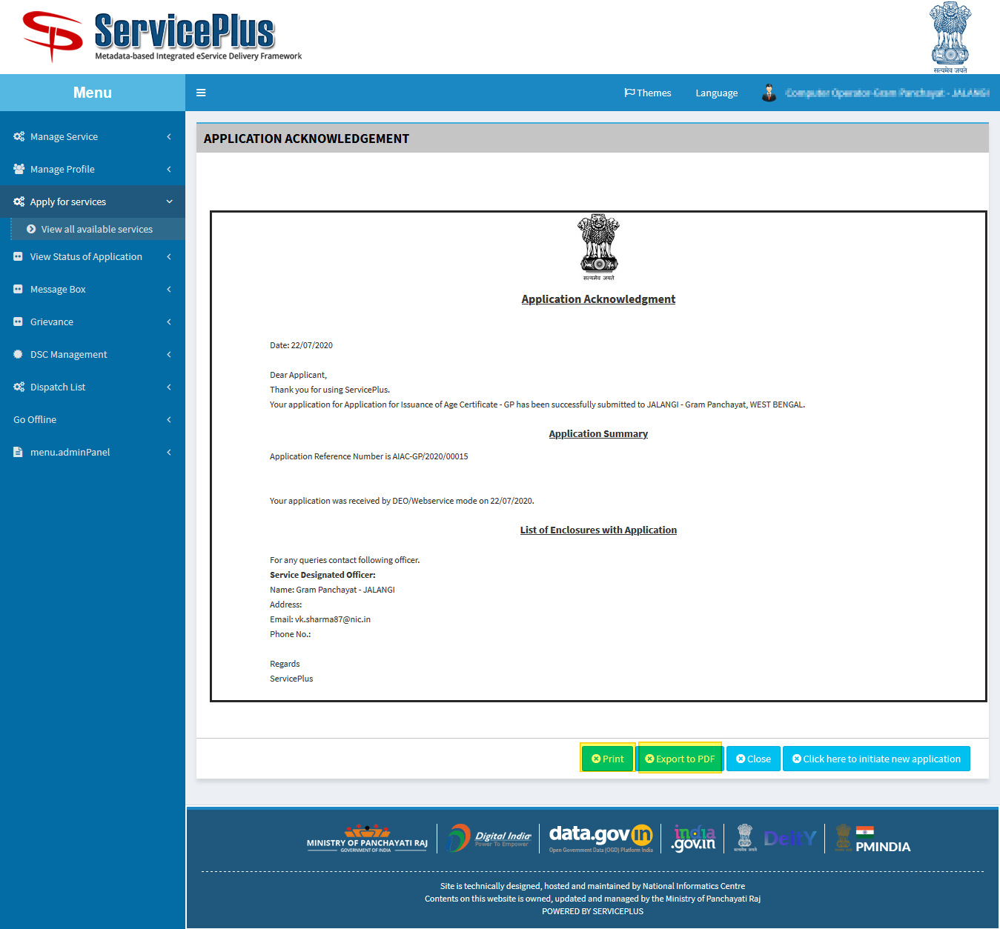 ServicePlus
Metadata-based Integrated eService Delivery Framework
सत्यमेव जयते
Menu
Themes
Language
Computer Operator-Gram Panchayat - JALANGI
Manage Service
Manage Profile
Apply for services
View all available services
View Status of Application
Message Box
Grievance
DSC Management
Dispatch List
Go Offline
menu.adminPanel
APPLICATION ACKNOWLEDGEMENT
सत्यमेव जयते
Application Acknowledgment
Date: 22/07/2020
Dear Applicant,
Thank you for using ServicePlus.
Your application for Application for Issuance of Age Certificate - GP has been successfully submitted to JALANGI - Gram Panchayat, WEST BENGAL.
Application Summary
Application Reference Number is AIAC-GP/2020/00015
Your application was received by DEO/Webservice mode on 22/07/2020.
List of Enclosures with Application
For any queries contact following officer.
Service Designated Officer:
Name: Gram Panchayat - JALANGI
Address:
Email: vk.sharma87@nic.in
Phone No.:
Regards
ServicePlus
Print
Export to PDF
Close
Click here to initiate new application
MINISTRY OF PANCHAYATI RAJ
GOVERNMENT OF INDIA
Digital India
Power To Empower
data.gov in
Open Government Data (OGD) Platform India
india
.gov.in
सत्यमेव जयते
DeitY
PMINDIA
Site is technically designed, hosted and maintained by National Informatics Centre
Contents on this website is owned, updated and managed by the Ministry of Panchayati Raj
POWERED BY SERVICEPLUS